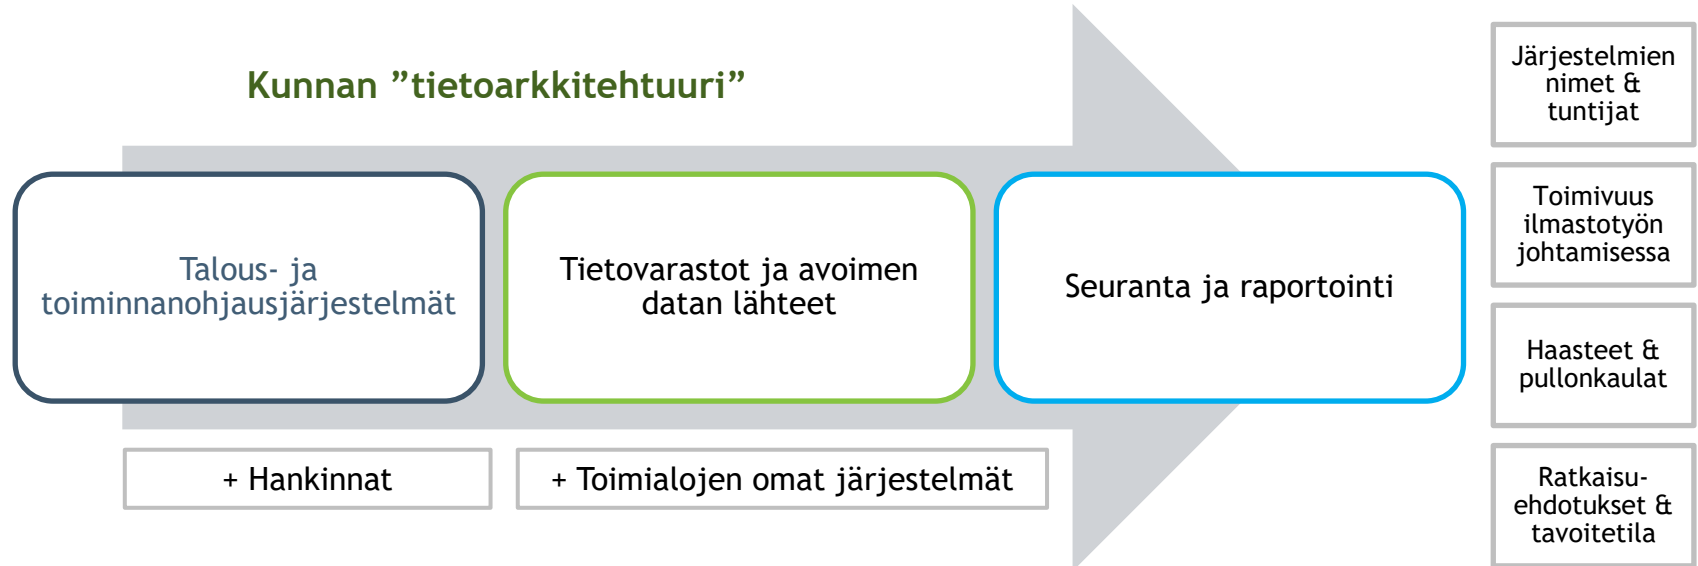 Kunnan ”tietoarkkitehtuuri”
Talous- ja
toiminnanohjausjärjestelmät
Tietovarastot ja avoimen
datan lähteet
Seuranta ja raportointi
+ Hankinnat
+ Toimialojen omat järjestelmät
Järjestelmien
nimet &
tuntijat
Toimivuus
ilmastotyön
johtamisessa
Haasteet &
pullonkaulat
Ratkaisu-
ehdotukset &
tavoitetila